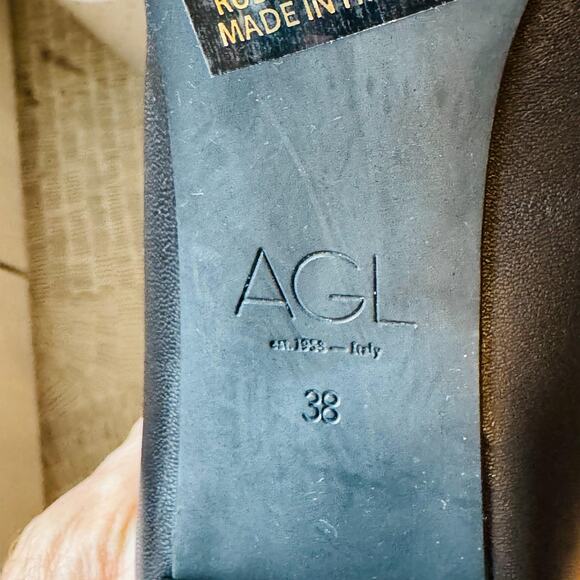 MADE IN
AGL
est. 1958 — Italy
38